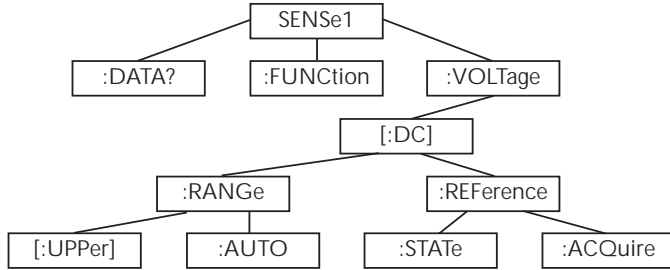 SENSe1
:DATA? :FUNCtion :VOLTage
[:DC]
:RANGe :REFerence
[:UPPer] :AUTO :STATe :ACQuire